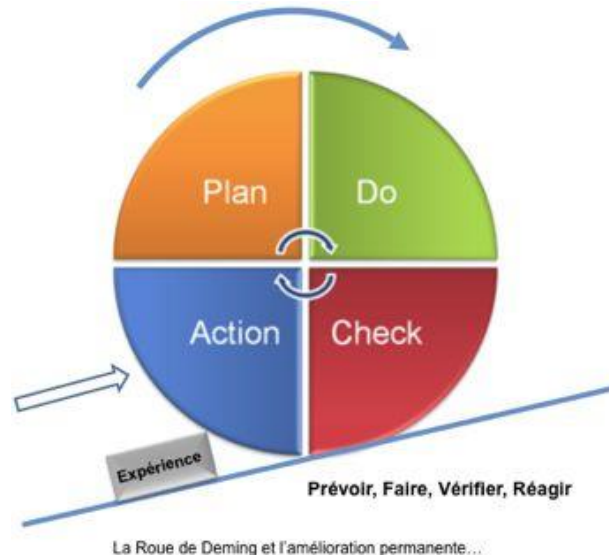 Plan
Do
Action
Check
Expérience
Prévoir, Faire, Vérifier, Réagir
La Roue de Deming et l'amélioration permanente…